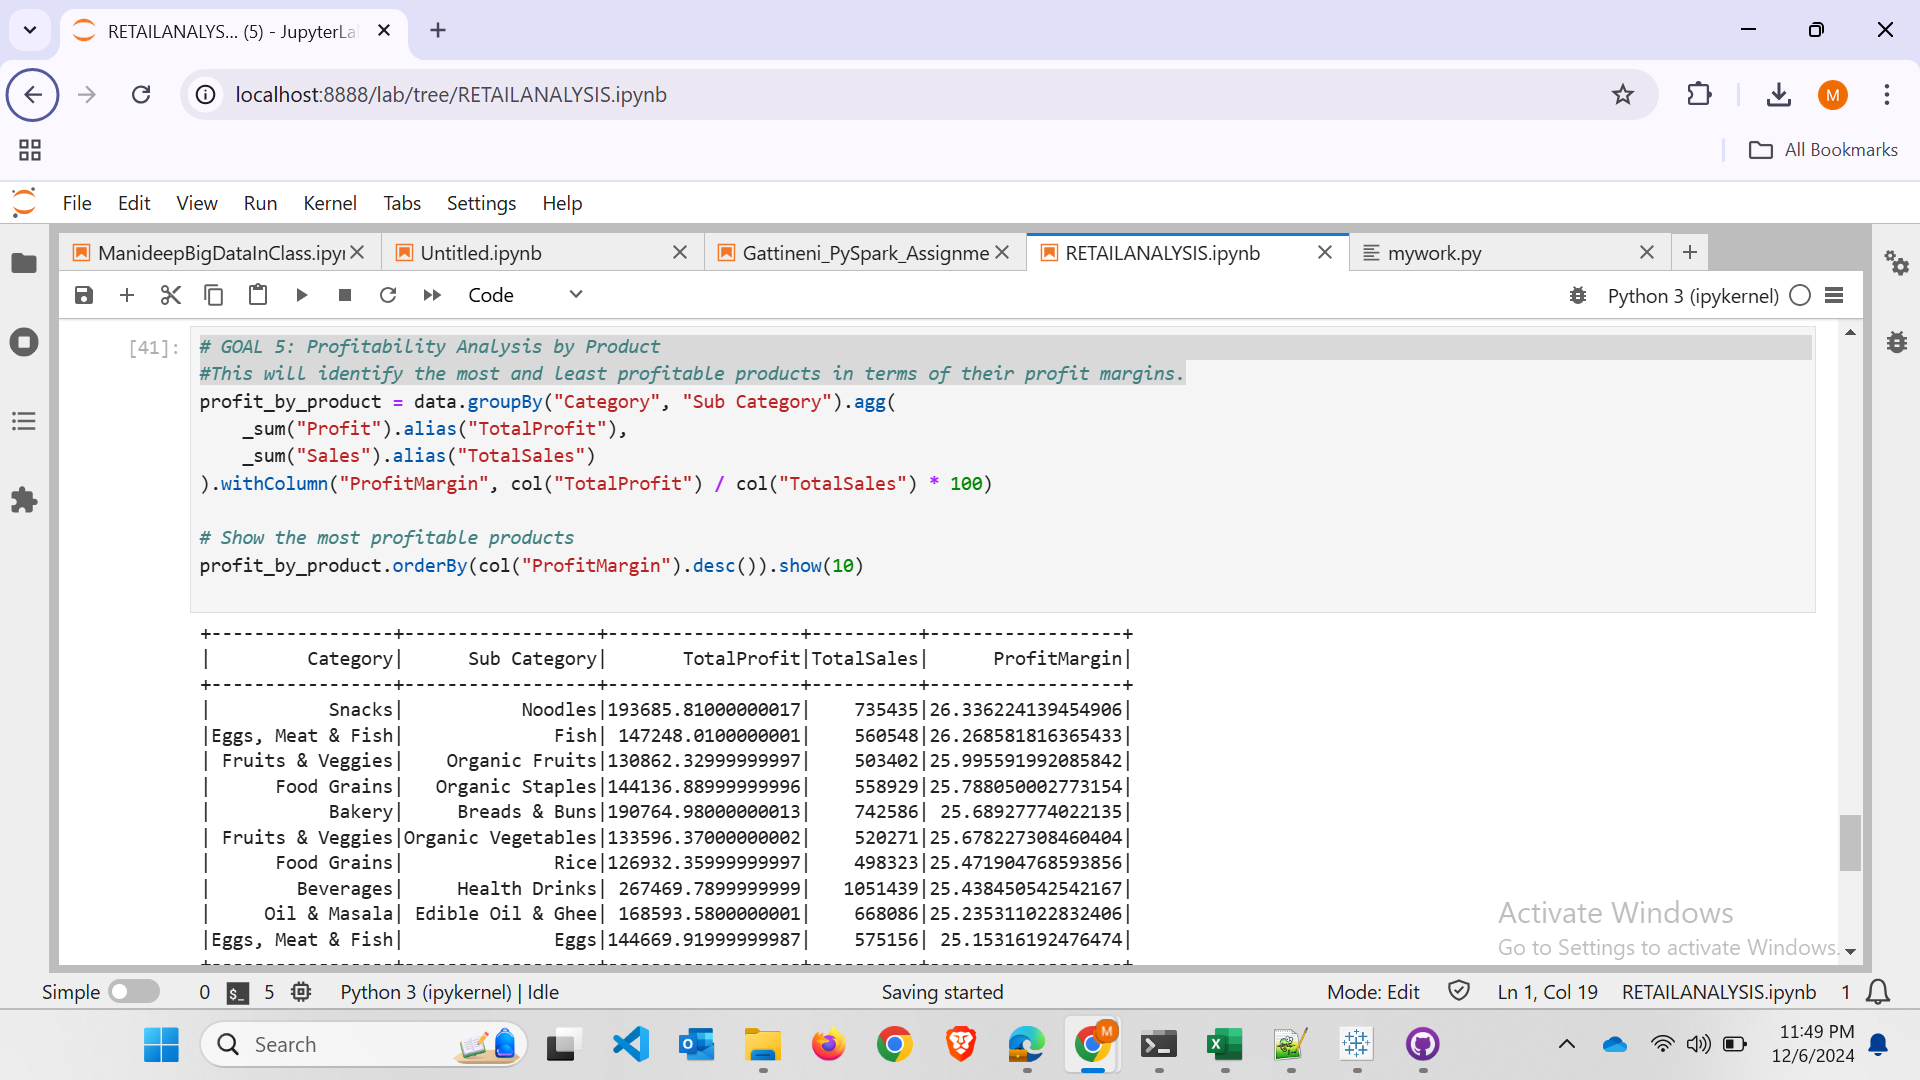 RETAILANALYS... (5) - JupyterLa
localhost:8888/lab/tree/RETAILANALYSIS.ipynb
M
All Bookmarks
File Edit View Run Kernel Tabs Settings Help
ManideepBigDataInClass.ipyn Untitled.ipynb Gattineni_PySpark_Assignme RETAILANALYSIS.ipynb mywork.py
Code Python 3 (ipykernel)
[41]: # GOAL 5: Profitability Analysis by Product
#This will identify the most and least profitable products in terms of their profit margins.
profit_by_product = data.groupBy("Category", "Sub Category").agg(
    _sum("Profit").alias("TotalProfit"),
    _sum("Sales").alias("TotalSales")
).withColumn("ProfitMargin", col("TotalProfit") / col("TotalSales") * 100)
# Show the most profitable products
profit_by_product.orderBy(col("ProfitMargin").desc()).show(10)
+-----------------+------------------+------------------+----------+------------------+
|         Category|      Sub Category|       TotalProfit|TotalSales|      ProfitMargin|
+-----------------+------------------+------------------+----------+------------------+
|           Snacks|           Noodles|193685.81000000017|    735435|26.336224139454906|
|Eggs, Meat & Fish|              Fish| 147248.0100000001|    560548|26.268581816365433|
| Fruits & Veggies|    Organic Fruits|130862.32999999997|    503402|25.995591992085842|
|      Food Grains|   Organic Staples|144136.88999999996|    558929|25.788050002773154|
|           Bakery|     Breads & Buns|190764.98000000013|    742586| 25.68927774022135|
| Fruits & Veggies|Organic Vegetables|133596.37000000002|    520271|25.678227308460404|
|      Food Grains|              Rice|126932.35999999997|    498323|25.471904768593856|
|        Beverages|     Health Drinks| 267469.7899999999|   1051439|25.438450542542167|
|     Oil & Masala| Edible Oil & Ghee| 168593.5800000001|    668086|25.235311022832406|
|Eggs, Meat & Fish|              Eggs|144669.91999999987|    575156| 25.15316192476474|
+-----------------+------------------+------------------+----------+------------------+
Activate Windows
Go to Settings to activate Windows.
Simple 0 $_ 5 Python 3 (ipykernel) | Idle Saving started Mode: Edit Ln 1, Col 19 RETAILANALYSIS.ipynb 1
Search M 11:49 PM
12/6/2024